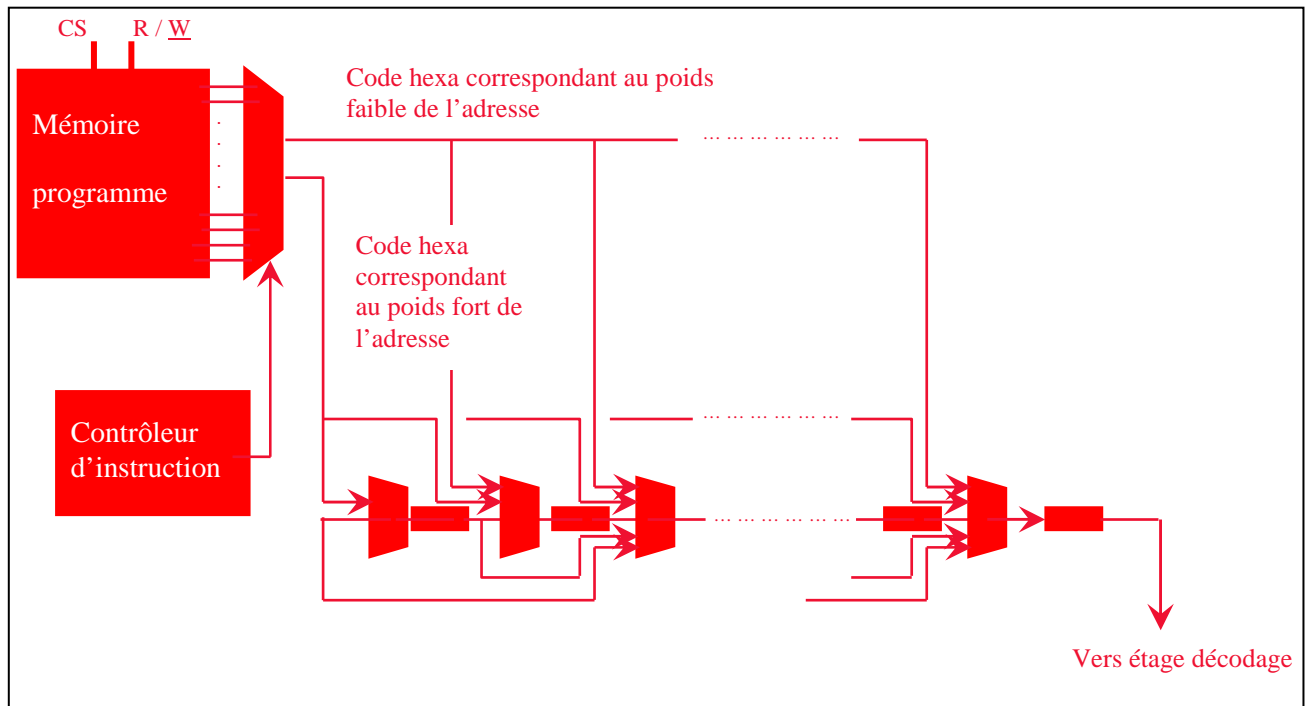 CS R / W
Mémoire
programme
Code hexa correspondant au poids
faible de l’adresse
… … … … … …
Code hexa
correspondant
au poids fort de
l’adresse
… … … … … …
Contrôleur
d’instruction
… … … … … …
Vers étage décodage